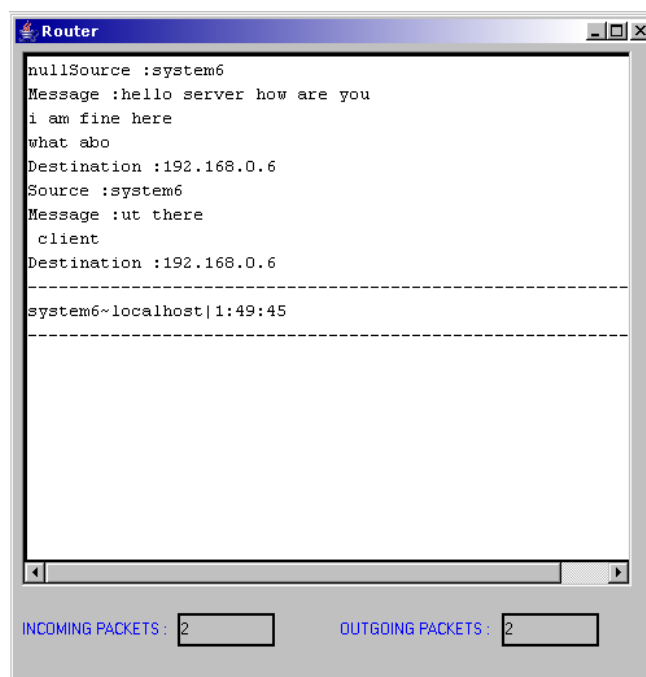 Router
nullSource :system6
Message :hello server how are you
i am fine here
what abo
Destination :192.168.0.6
Source :system6
Message :ut there
 client
Destination :192.168.0.6
--------------------------------------------------
system6~localhost|1:49:45
--------------------------------------------------
INCOMING PACKETS : 2 OUTGOING PACKETS : 2